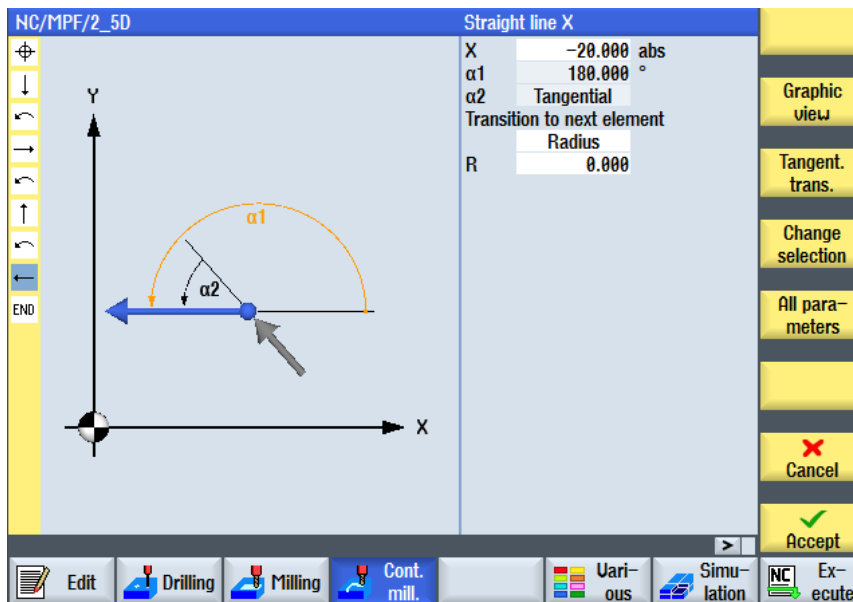 NC/MPF/2_5D
Straight line X
X -20.000 abs
α1 180.000 °
α2 Tangential
Transition to next element
Radius
R 0.000
Y
α1
α2
X
END
Graphic
view
Tangent.
trans.
Change
selection
All para-
meters
Cancel
Accept
>
Edit
Drilling
Milling
Cont.
mill.
Vari-
ous
Simu-
lation
NC
Ex-
ecute